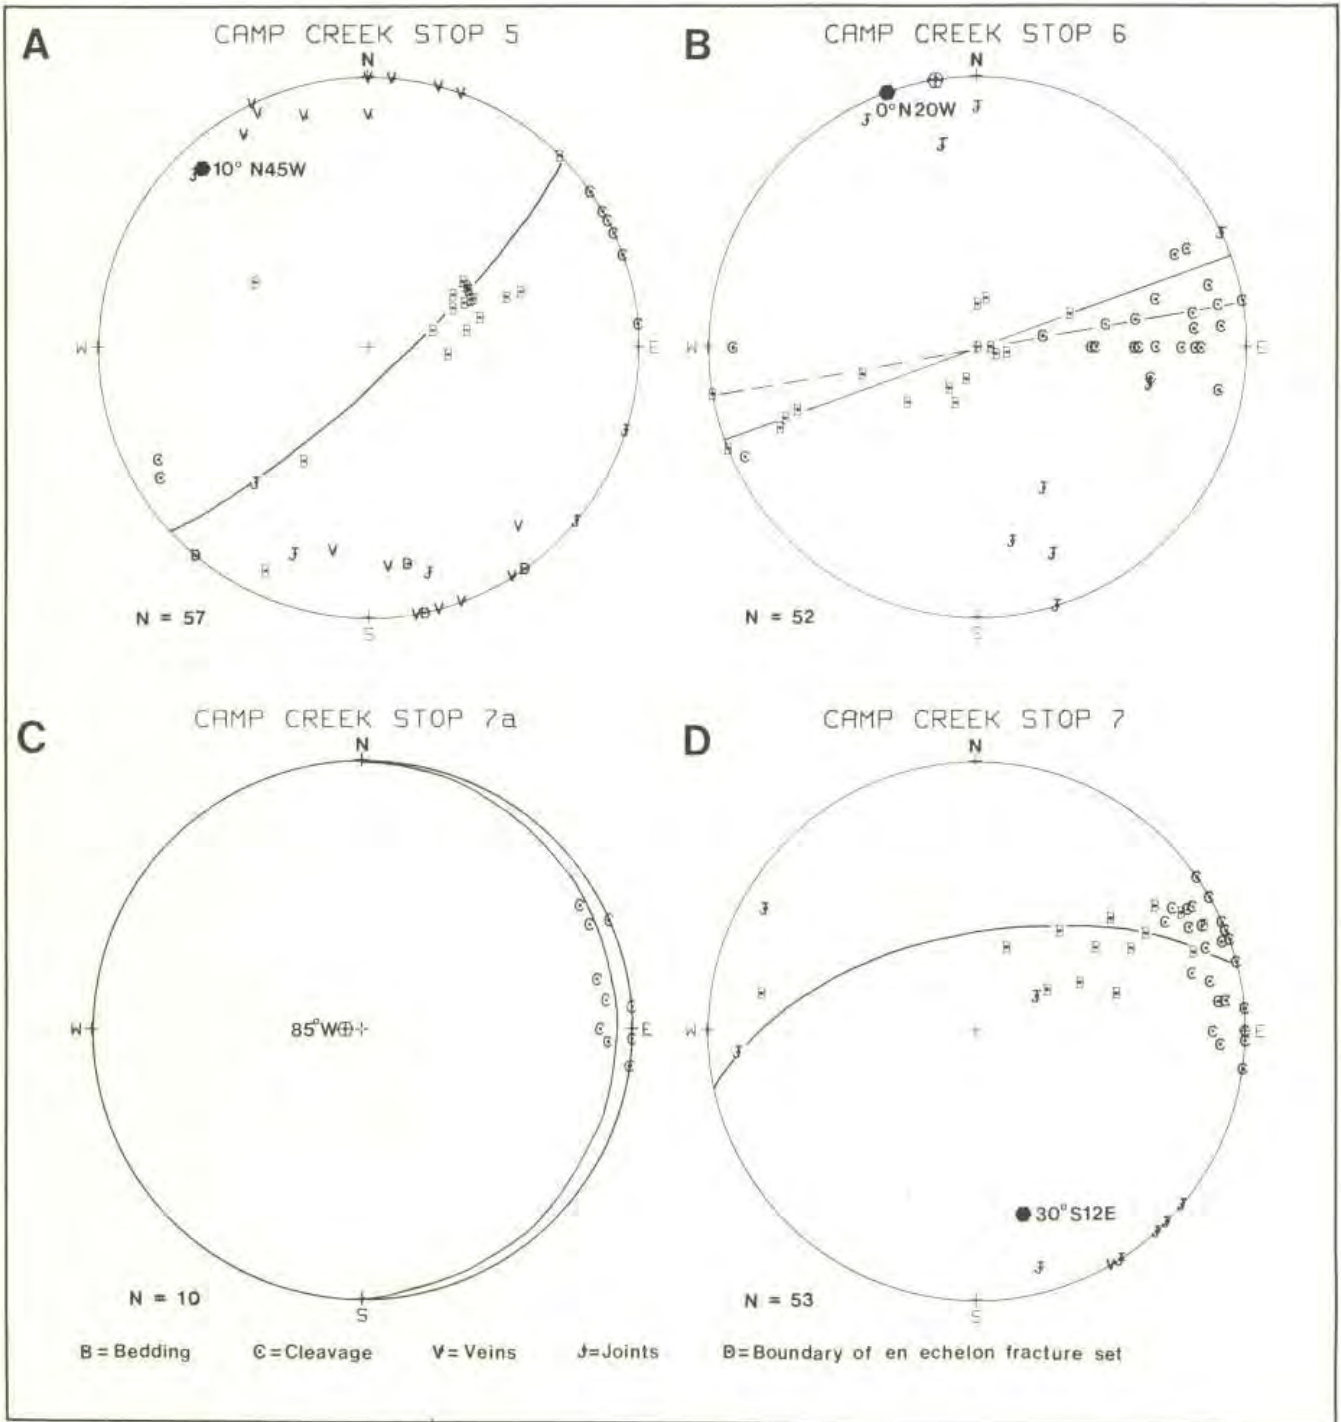 A CAMP CREEK STOP 5
N
10° N45W
W E
N = 57
S
B CAMP CREEK STOP 6
N
0° N20W
W E
N = 52
S
C CAMP CREEK STOP 7a
N
85°W
W E
N = 10
S
D CAMP CREEK STOP 7
N
W E
30° S12E
N = 53
S
B=Bedding C=Cleavage V=Veins J=Joints D=Boundary of en echelon fracture set